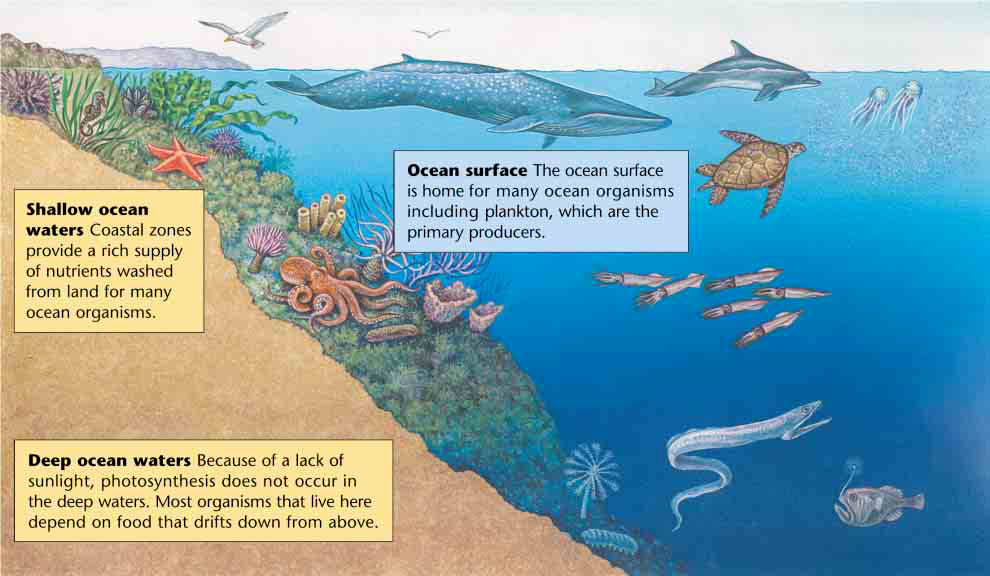 Ocean surface The ocean surface
is home for many ocean organisms
including plankton, which are the
primary producers.
Shallow ocean
waters Coastal zones
provide a rich supply
of nutrients washed
from land for many
ocean organisms.
Deep ocean waters Because of a lack of
sunlight, photosynthesis does not occur in
the deep waters. Most organisms that live here
depend on food that drifts down from above.